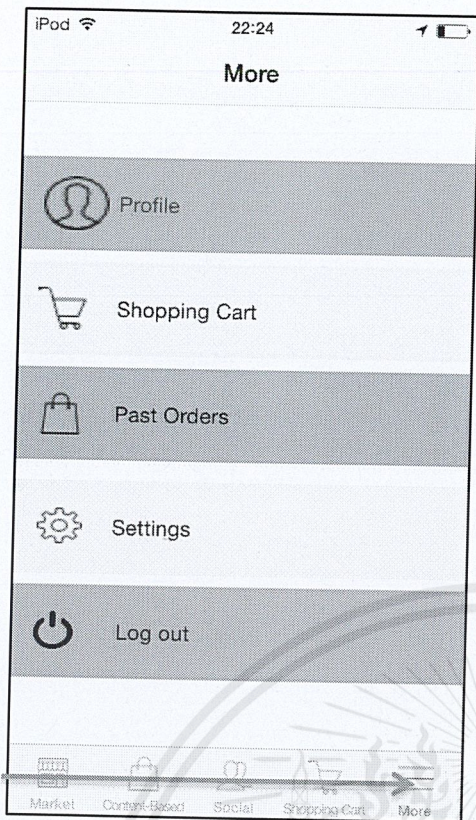 iPod 22:24
More
Profile
Shopping Cart
Past Orders
Settings
Log out
Market Content-Based Social Shopping Cart More